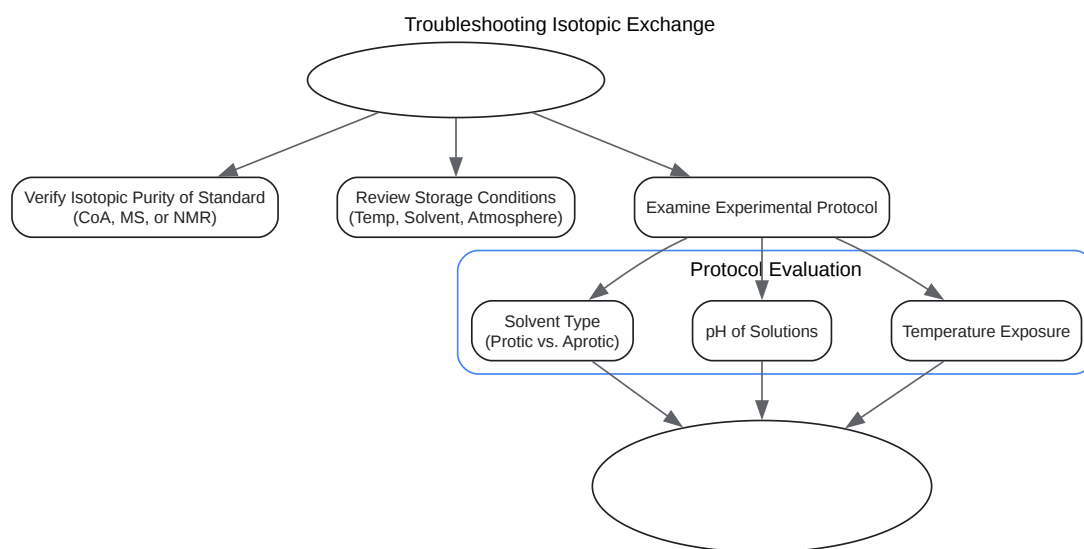 Troubleshooting Isotopic Exchange
Verify Isotopic Purity of Standard
(CoA, MS, or NMR)
Review Storage Conditions
(Temp, Solvent, Atmosphere)
Examine Experimental Protocol
Protocol Evaluation
Solvent Type
(Protic vs. Aprotic)
pH of Solutions
Temperature Exposure